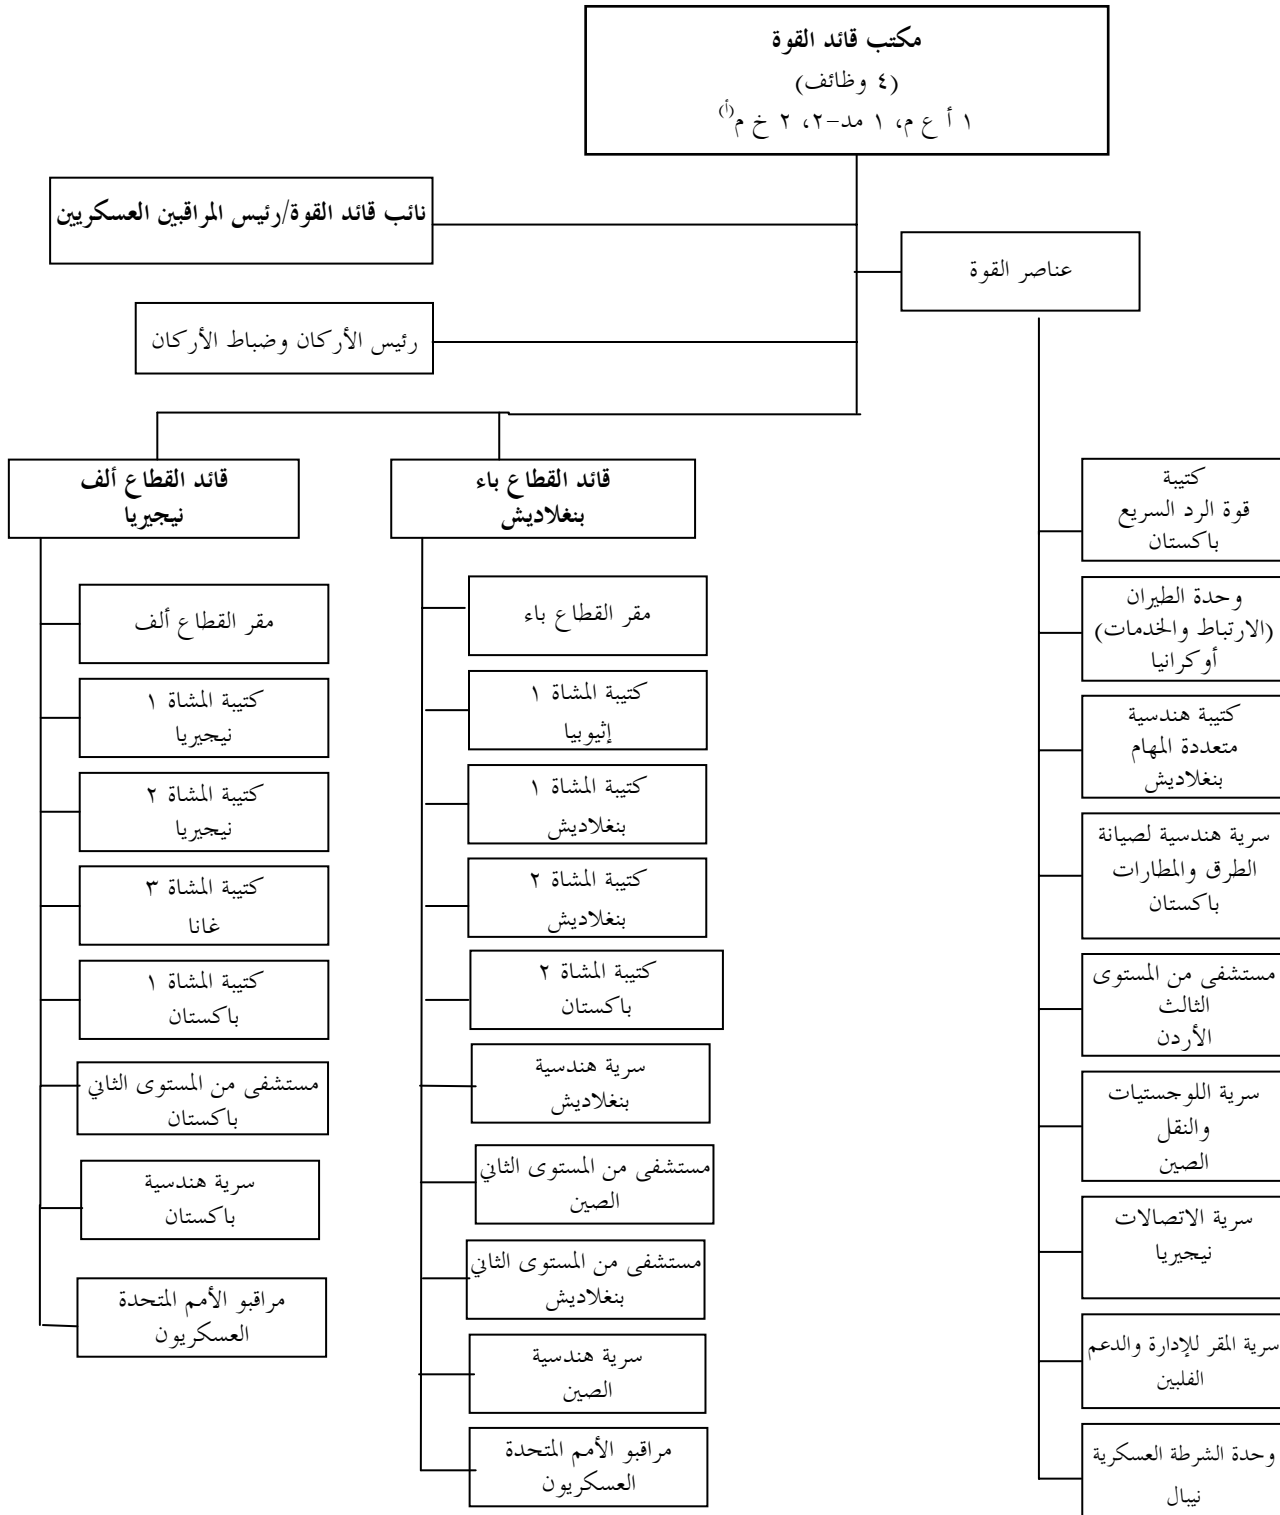 مكتب قائد القوة
(٤ وظائف)
١ أ ع م، ١ مد-٢، ٢ خ م(أ)
نائب قائد القوة/رئيس المراقبين العسكريين
عناصر القوة
رئيس الأركان وضباط الأركان
كتيبة
قوة الرد السريع
باكستان
وحدة الطيران
(الارتباط والخدمات)
أوكرانيا
كتيبة هندسية
متعددة المهام
بنغلاديش
سرية هندسية لصيانة
الطرق والمطارات
باكستان
مستشفى من المستوى
الثالث
الأردن
سرية اللوجستيات
والنقل
الصين
سرية الاتصالات
نيجيريا
سرية المقر للإدارة والدعم
الفلبين
وحدة الشرطة العسكرية
نيبال
قائد القطاع باء
بنغلاديش
مقر القطاع باء
كتيبة المشاة ١
إثيوبيا
كتيبة المشاة ١
بنغلاديش
كتيبة المشاة ٢
بنغلاديش
كتيبة المشاة ٢
باكستان
سرية هندسية
بنغلاديش
مستشفى من المستوى الثاني
الصين
مستشفى من المستوى الثاني
بنغلاديش
سرية هندسية
الصين
مراقبو الأمم المتحدة
العسكريون
قائد القطاع ألف
نيجيريا
مقر القطاع ألف
كتيبة المشاة ١
نيجيريا
كتيبة المشاة ٢
نيجيريا
كتيبة المشاة ٣
غانا
كتيبة المشاة ١
باكستان
مستشفى من المستوى الثاني
باكستان
سرية هندسية
باكستان
مراقبو الأمم المتحدة
العسكريون